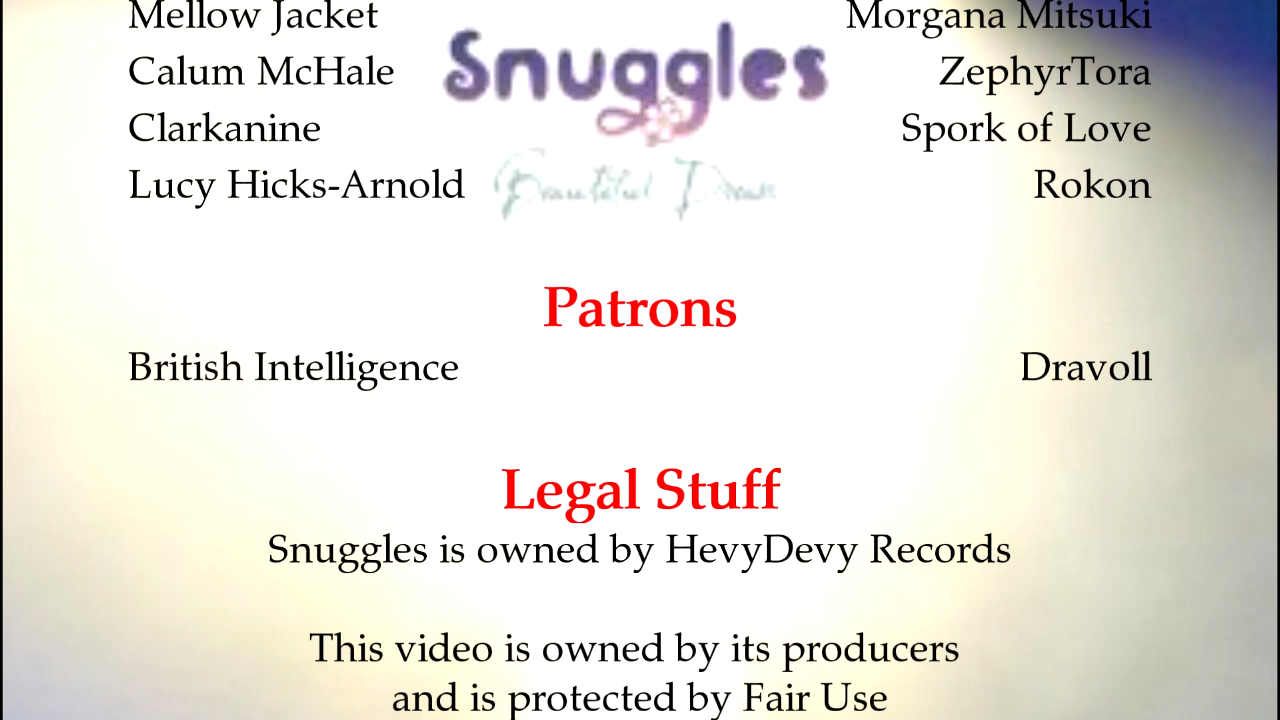 Mellow Jacket Morgana Mitsuki
Snuggles
Calum McHale ZephyrTora
Clarkanine Spork of Love
Lucy Hicks-Arnold Beautiful Dream Rokon
Patrons
British Intelligence Dravoll
Legal Stuff
Snuggles is owned by HevyDevy Records
This video is owned by its producers
and is protected by Fair Use